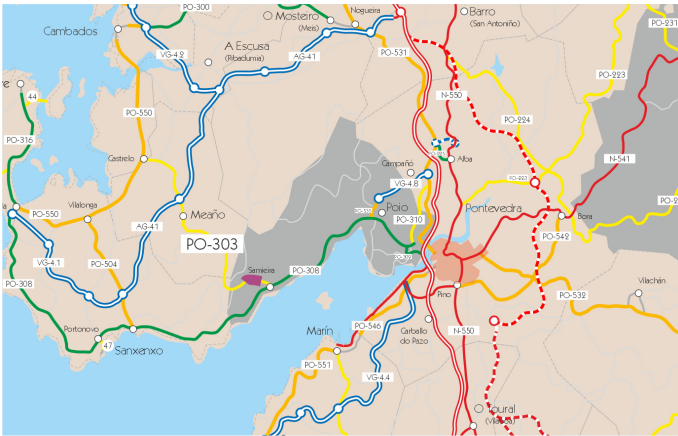 PO-300
Mosteiro
(Meis)
Nogueira
Barro
(San Antoniño)
PO-231
Cambados
A Escusa
(Ribadumia)
VG-4.2
AG-41
PO-531
PO-223
44
N-550
PO-550
PO-224
PO-316
Castrelo
Campañó
Alba
N-541
VG-4.8
PO-550
Vilalonga
Meaño
Poio
PO-310
Pontevedra
Bora
AG-41
PO-303
PO-542
VG-4.1
PO-504
Samieira
PO-308
PO-308
Vilachán
Pino
PO-532
Portonovo
47
Sanxenxo
Marín
PO-546
Carballo
do Pazo
N-550
PO-551
VG-4.4
Toural
(Vilaboa)